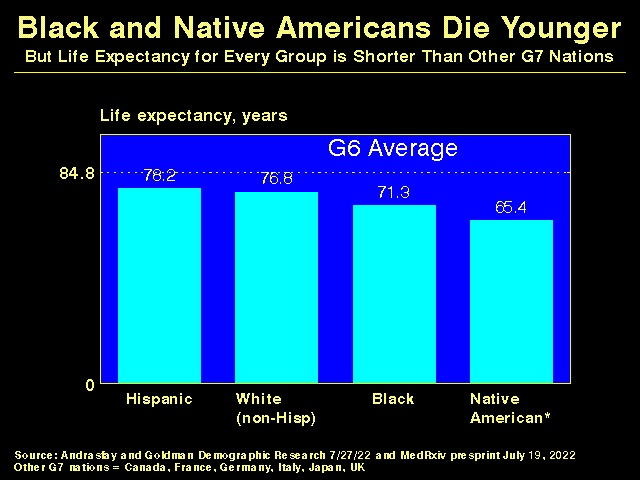 Black and Native Americans Die Younger
But Life Expectancy for Every Group is Shorter Than Other G7 Nations
Life expectancy, years
G6 Average
84.8
78.2
76.8
71.3
65.4
0
Hispanic
White
(non-Hisp)
Black
Native
American*
Source: Andrasfay and Goldman Demographic Research 7/27/22 and MedRxiv presprint July 19, 2022
Other G7 nations = Canada, France, Germany, Italy, Japan, UK